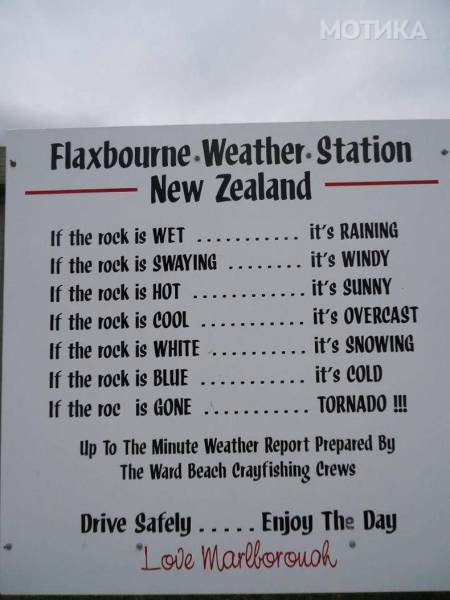 МОТИКА
Flaxbourne • Weather • Station
New Zealand
If the rock is WET . . . . . . . . . . . it's RAINING
If the rock is SWAYING . . . . . . . . it's WINDY
If the rock is HOT . . . . . . . . . . . . it's SUNNY
If the rock is COOL . . . . . . . . . . . it's OVERCAST
If the rock is WHITE . . . . . . . . . . it's SNOWING
If the rock is BLUE . . . . . . . . . . . it's COLD
If the roc is GONE . . . . . . . . . . . TORNADO !!!
Up To The Minute Weather Report Prepared By
The Ward Beach Crayfishing Crews
Drive Safely . . . . . Enjoy The Day
Love Marlborough